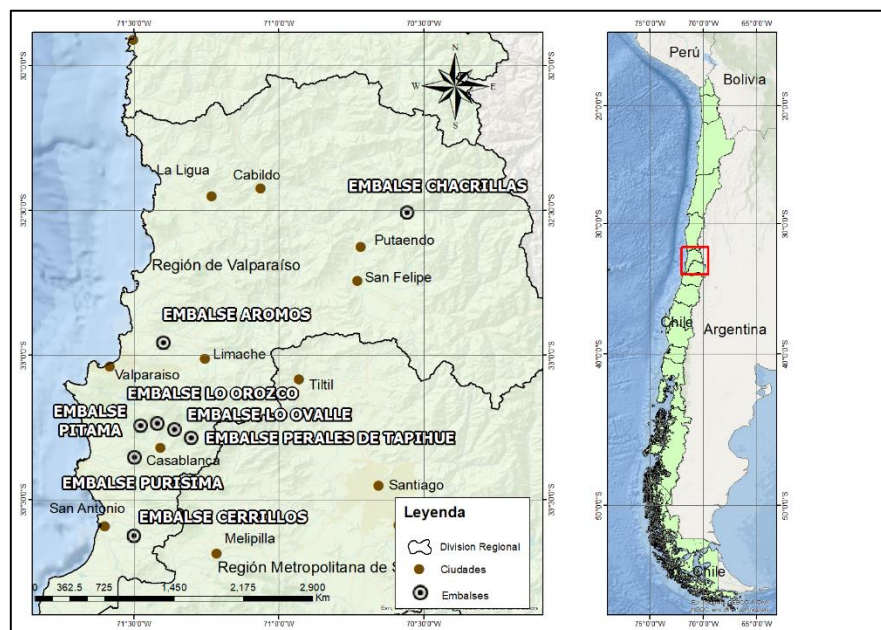 71°30'0"W
71°0'0"W
70°30'0"W
32°0'0"S
32°30'0"S
33°0'0"S
33°30'0"S
N
W
E
S
La Ligua
Cabildo
EMBALSE CHACRILLAS
Putaendo
San Felipe
Región de Valparaíso
EMBALSE AROMOS
Limache
Valparaiso
Tiltil
EMBALSE LO OROZCO
EMBALSE
PITAMA
EMBALSE LO OVALLE
EMBALSE PERALES DE TAPIHUE
Casablanca
EMBALSE PURISIMA
Santiago
San Antonio
EMBALSE CERRILLOS
Melipilla
Región Metropolitana de S
0 362.5 725 1,450 2,175 2,900
Km
Leyenda
Division Regional
Ciudades
Embalses
32°0'0"S
32°30'0"S
33°0'0"S
33°30'0"S
71°30'0"W
71°0'0"W
70°30'0"W
75°0'0"W
70°0'0"W
65°0'0"W
Perú
Bolivia
20°0'0"S
30°0'0"S
Chile
Argentina
40°0'0"S
50°0'0"S
Chile
20°0'0"S
30°0'0"S
40°0'0"S
50°0'0"S
75°0'0"W
70°0'0"W
65°0'0"W